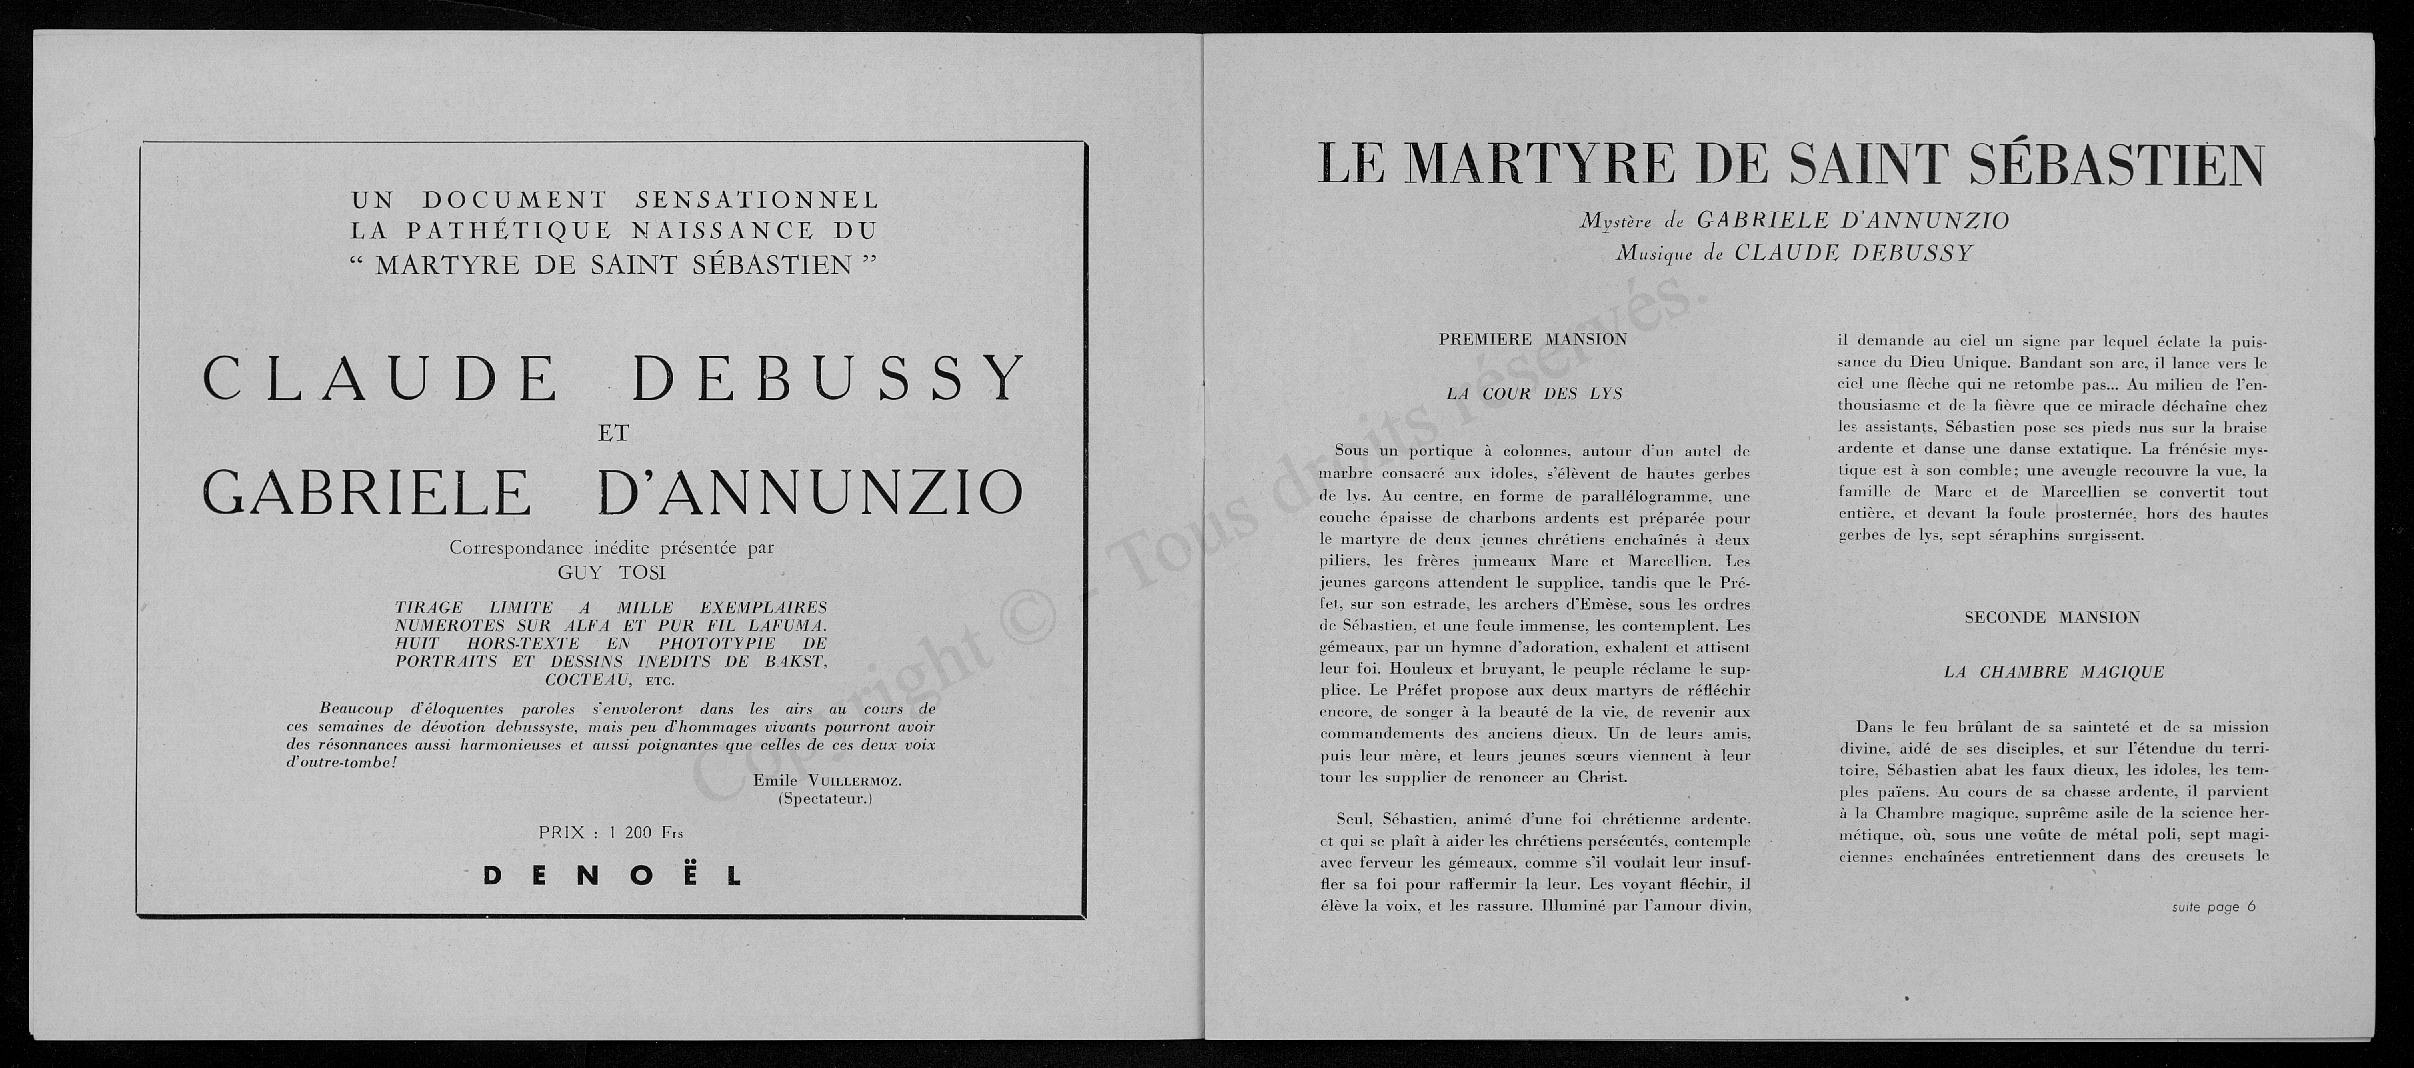 UN DOCUMENT SENSATIONNEL
LA PATHÉTIQUE NAISSANCE DU
“ MARTYRE DE SAINT SÉBASTIEN ”
CLAUDE DEBUSSY
ET
GABRIELE D’ANNUNZIO
Correspondance inédite présentée par
GUY TOSI
TIRAGE LIMITE A MILLE EXEMPLAIRES
NUMEROTES SUR ALFA ET PUR FIL LAFUMA.
HUIT HORS-TEXTE EN PHOTOTYPIE DE
PORTRAITS ET DESSINS INEDITS DE BAKST,
COCTEAU, ETC.
Beaucoup d'éloquentes paroles s'envoleront dans les airs au cours de
ces semaines de dévotion debussyste, mais peu d'hommages vivants pourront avoir
des résonnances aussi harmonieuses et aussi poignantes que celles de ces deux voix
d'outre-tombe!
Emile VUILLERMOZ.
(Spectateur.)
PRIX : 1 200 Frs
DENOËL
LE MARTYRE DE SAINT SÉBASTIEN
Mystère de GABRIELE D'ANNUNZIO
Musique de CLAUDE DEBUSSY
PREMIERE MANSION
LA COUR DES LYS
Sous un portique à colonnes, autour d'un autel de
marbre consacré aux idoles, s'élèvent de hautes gerbes
de lys. Au centre, en forme de parallélogramme, une
couche épaisse de charbons ardents est préparée pour
le martyre de deux jeunes chrétiens enchaînés à deux
piliers, les frères jumeaux Marc et Marcellien. Les
jeunes garçons attendent le supplice, tandis que le Pré-
fet, sur son estrade, les archers d'Emèse, sous les ordres
de Sébastien, et une foule immense, les contemplent. Les
gémeaux, par un hymne d'adoration, exhalent et attisent
leur foi. Houleux et bruyant, le peuple réclame le sup-
plice. Le Préfet propose aux deux martyrs de réfléchir
encore, de songer à la beauté de la vie, de revenir aux
commandements des anciens dieux. Un de leurs amis,
puis leur mère, et leurs jeunes sœurs viennent à leur
tour les supplier de renoncer au Christ.
Seul, Sébastien, animé d'une foi chrétienne ardente,
et qui se plaît à aider les chrétiens persécutés, contemple
avec ferveur les gémeaux, comme s'il voulait leur insuf-
fler sa foi pour raffermir la leur. Les voyant fléchir, il
élève la voix, et les rassure. Illuminé par l'amour divin,
il demande au ciel un signe par lequel éclate la puis-
sance du Dieu Unique. Bandant son arc, il lance vers le
ciel une flèche qui ne retombe pas... Au milieu de l'en-
thousiasme et de la fièvre que ce miracle déchaîne chez
les assistants, Sébastien pose ses pieds nus sur la braise
ardente et danse une danse extatique. La frénésie mys-
tique est à son comble; une aveugle recouvre la vue, la
famille de Marc et de Marcellien se convertit tout
entière, et devant la foule prosternée, hors des hautes
gerbes de lys, sept séraphins surgissent.
SECONDE MANSION
LA CHAMBRE MAGIQUE
Dans le feu brûlant de sa sainteté et de sa mission
divine, aidé de ses disciples, et sur l'étendue du terri-
toire, Sébastien abat les faux dieux, les idoles, les tem-
ples païens. Au cours de sa chasse ardente, il parvient
à la Chambre magique, suprême asile de la science her-
métique, où, sous une voûte de métal poli, sept magi-
ciennes enchaînées entretiennent dans des creusets le
suite page 6
Copyright © - Tous droits réservés.